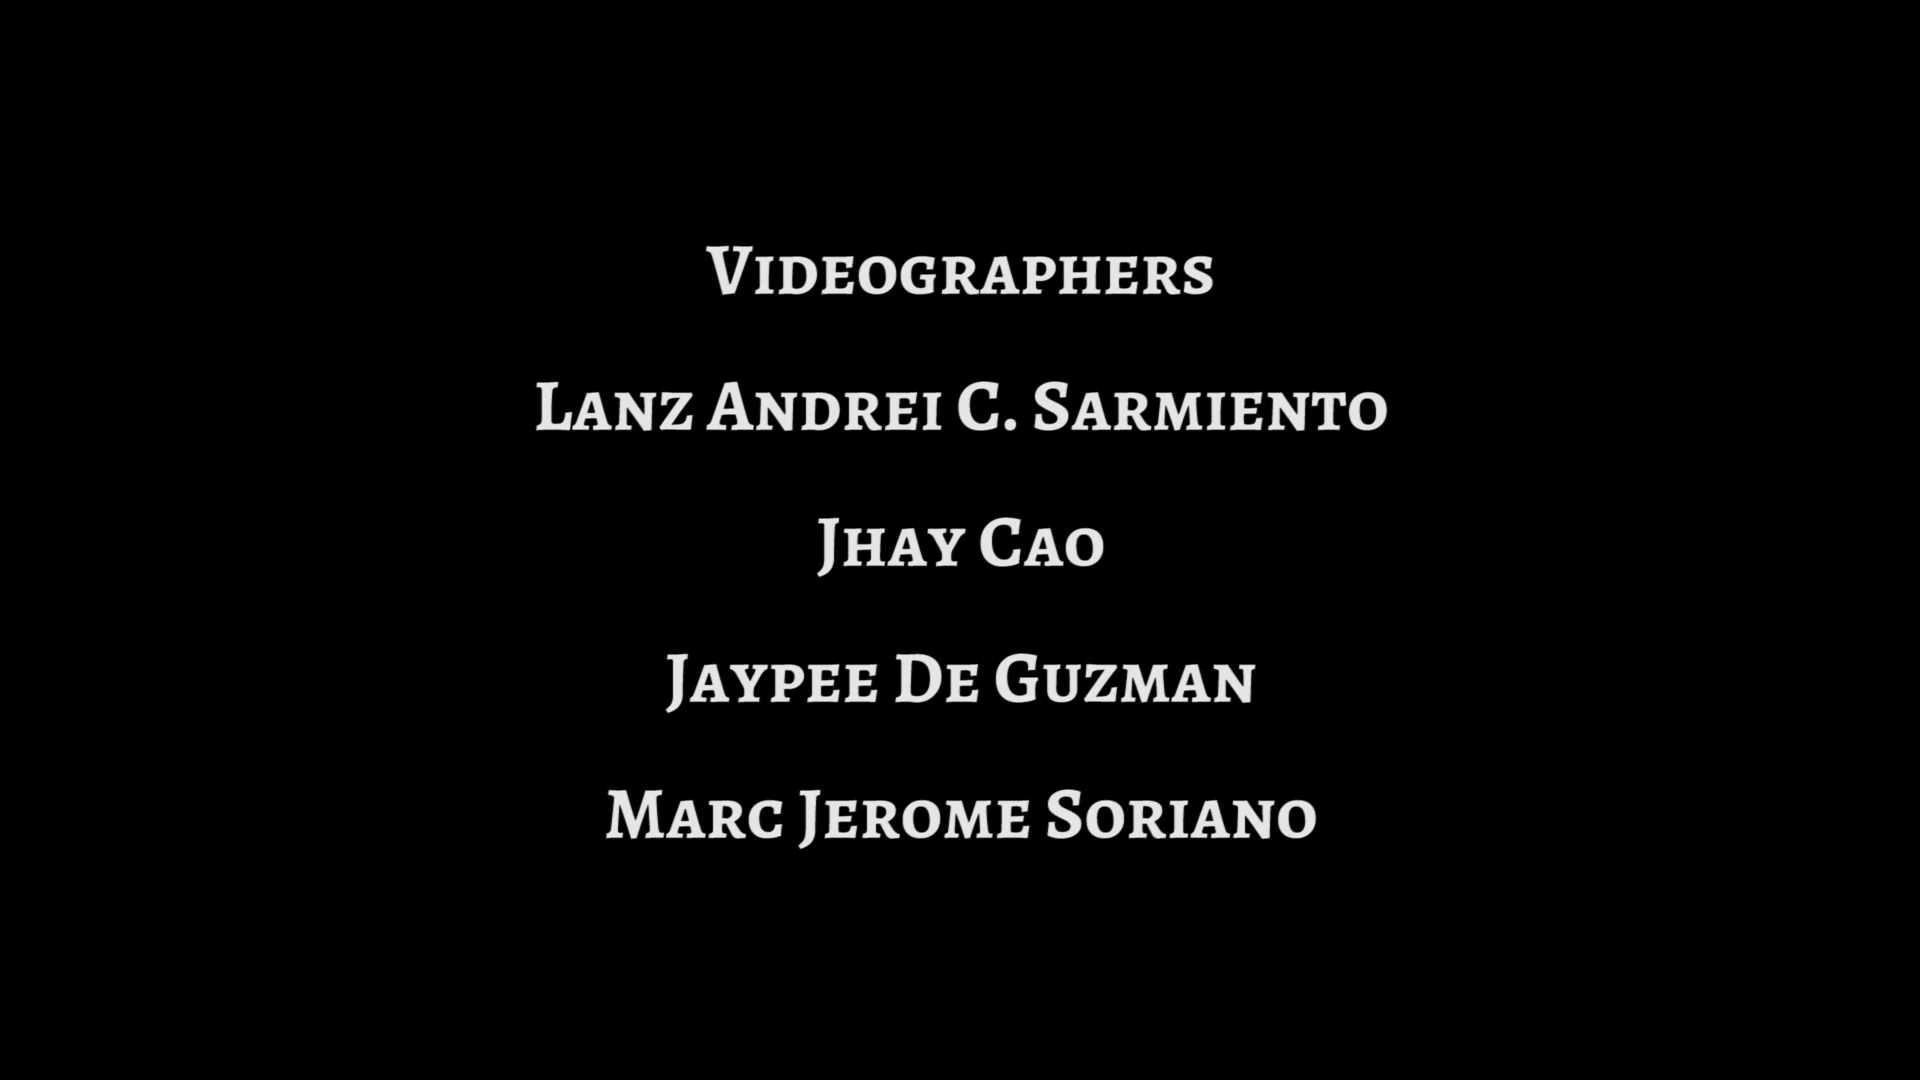 Videographers
Lanz Andrei C. Sarmiento
Jhay Cao
Jaypee De Guzman
Marc Jerome Soriano